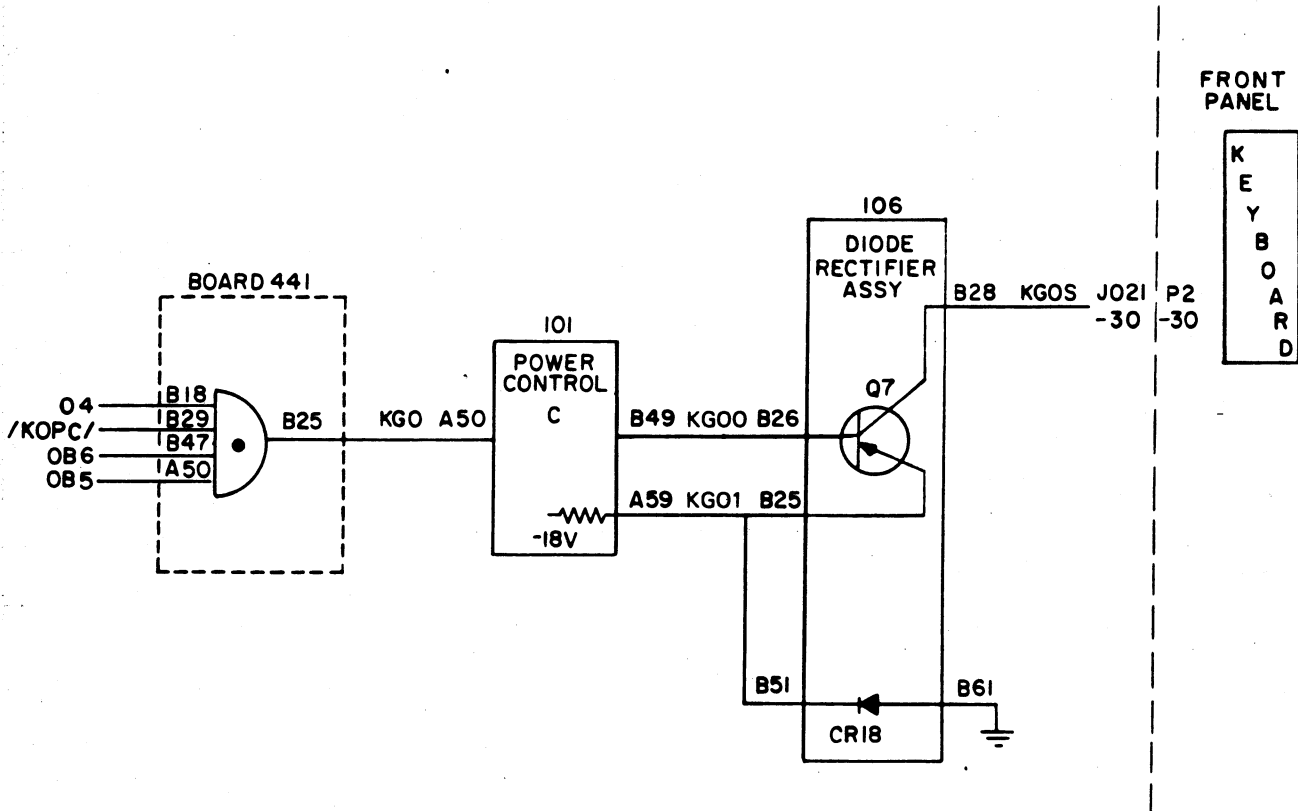 FRONT
PANEL
K
E
Y
B
O
A
R
D
106
DIODE
RECTIFIER
ASSY
B28 KGOS J021 P2
-30 -30
BOARD 441
101
POWER
CONTROL
C
Q7
04 B18
/KOPC/ B29
OB6 B47
OB5 A50
B25 KGO A50
B49 KGOO B26
A59 KGO1 B25
-18V
B51 B61
CR18